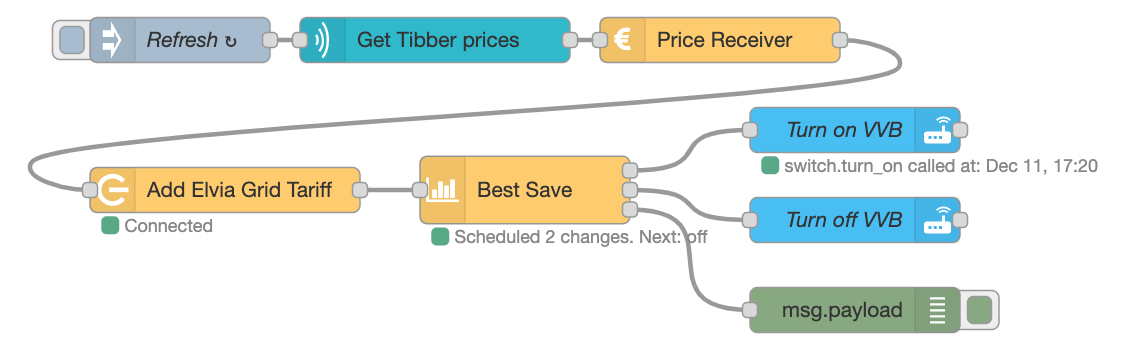 Refresh ↻
Get Tibber prices
€ Price Receiver
Turn on VVB
switch.turn_on called at: Dec 11, 17:20
Add Elvia Grid Tariff
Connected
Best Save
Scheduled 2 changes. Next: off
Turn off VVB
msg.payload